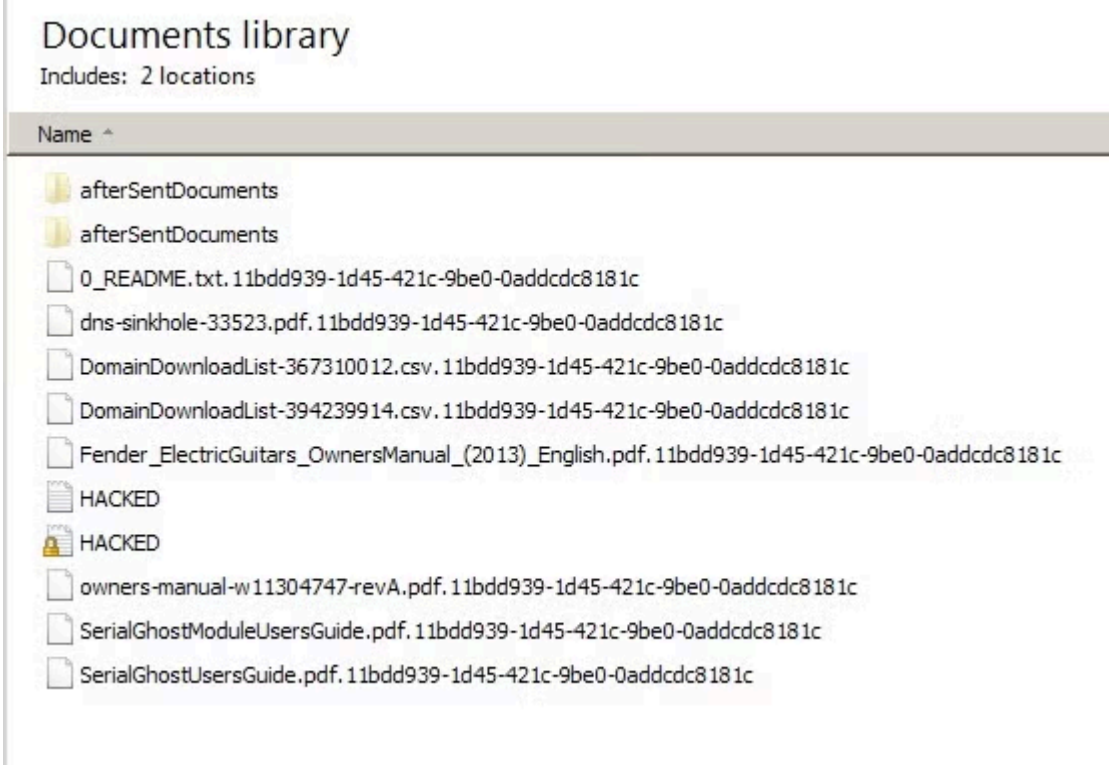 Documents library
Includes: 2 locations
Name
afterSentDocuments
afterSentDocuments
0_README.txt.11bdd939-1d45-421c-9be0-0addcdc8181c
dns-sinkhole-33523.pdf.11bdd939-1d45-421c-9be0-0addcdc8181c
DomainDownloadList-367310012.csv.11bdd939-1d45-421c-9be0-0addcdc8181c
DomainDownloadList-394239914.csv.11bdd939-1d45-421c-9be0-0addcdc8181c
Fender_ElectricGuitars_OwnersManual_(2013)_English.pdf.11bdd939-1d45-421c-9be0-0addcdc8181c
HACKED
HACKED
owners-manual-w11304747-revA.pdf.11bdd939-1d45-421c-9be0-0addcdc8181c
SerialGhostModuleUsersGuide.pdf.11bdd939-1d45-421c-9be0-0addcdc8181c
SerialGhostUsersGuide.pdf.11bdd939-1d45-421c-9be0-0addcdc8181c